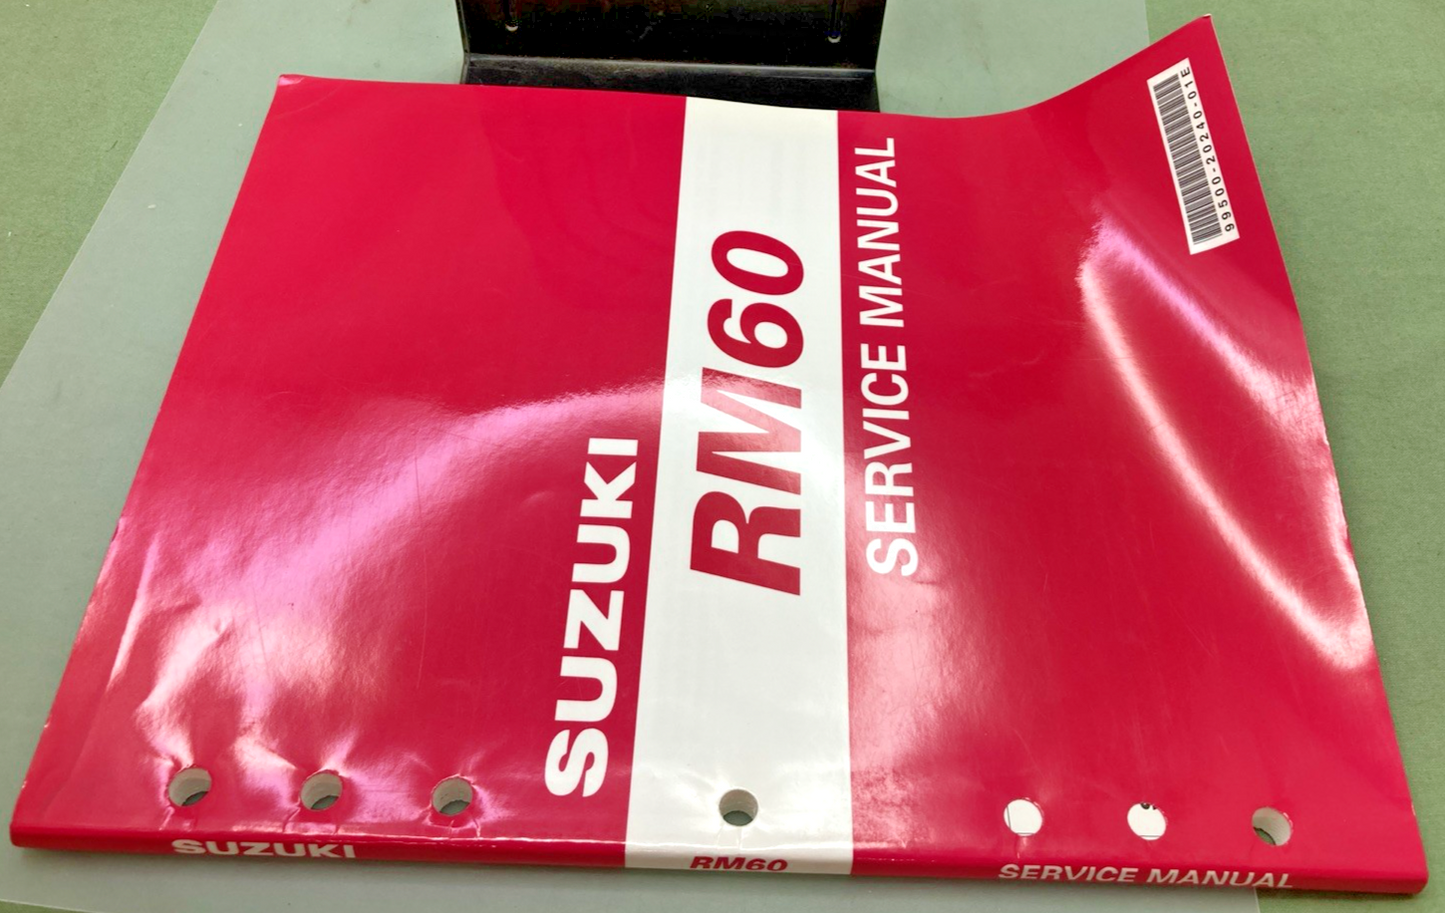 SUZUKI
RM60
SERVICE MANUAL
99500-20240-01E
SUZUKI
RM60
SERVICE MANUAL